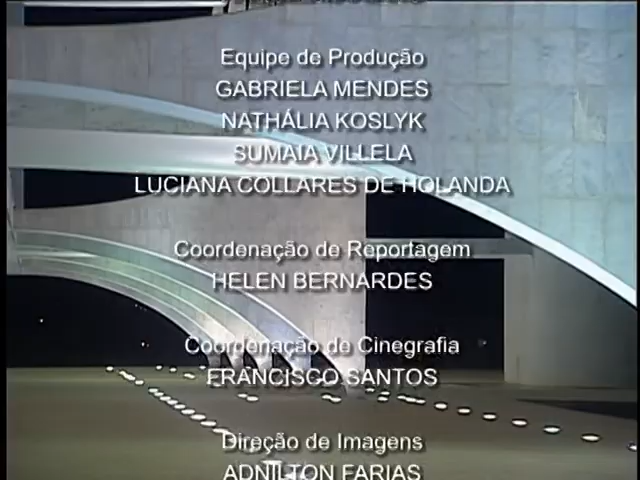 Equipe de Produção
GABRIELA MENDES
NATHÁLIA KOSLYK
SUMAIA VILLELA
LUCIANA COLLARES DE HOLANDA
Coordenação de Reportagem
HELEN BERNARDES
Coordenação de Cinegrafia
FRANCISCO SANTOS
Direção de Imagens
ADNILTON FARIAS